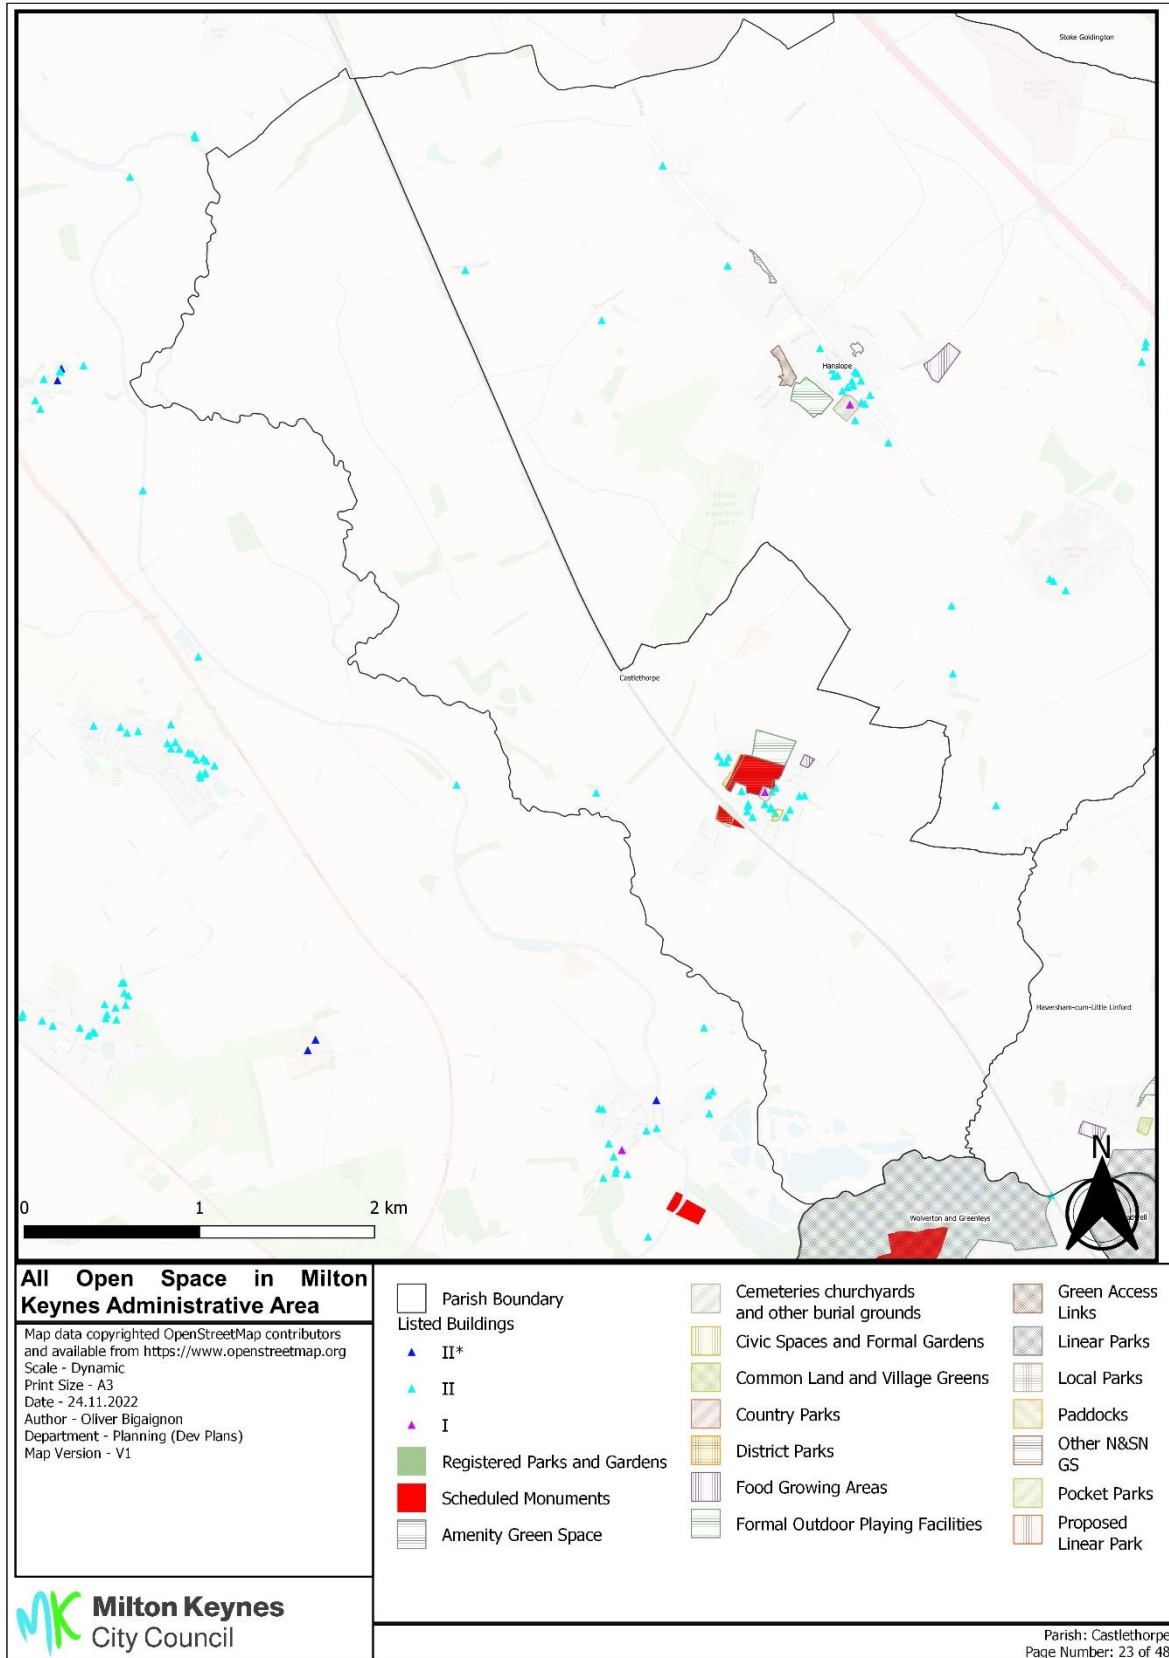 Stoke Goldington
Hanslope
Castlethorpe
Haversham-cum-Little Linford
Wolverton and Greenleys
N
0 1 2 km
All Open Space in Milton
Keynes Administrative Area
Map data copyrighted OpenStreetMap contributors
and available from https://www.openstreetmap.org
Scale - Dynamic
Print Size - A3
Date - 24.11.2022
Author - Oliver Bigaignon
Department - Planning (Dev Plans)
Map Version - V1
MK Milton Keynes
City Council
Parish Boundary
Listed Buildings
II*
II
I
Registered Parks and Gardens
Scheduled Monuments
Amenity Green Space
Cemeteries churchyards
and other burial grounds
Civic Spaces and Formal Gardens
Common Land and Village Greens
Country Parks
District Parks
Food Growing Areas
Formal Outdoor Playing Facilities
Green Access
Links
Linear Parks
Local Parks
Paddocks
Other N&SN
GS
Pocket Parks
Proposed
Linear Park
Parish: Castlethorpe
Page Number: 23 of 48